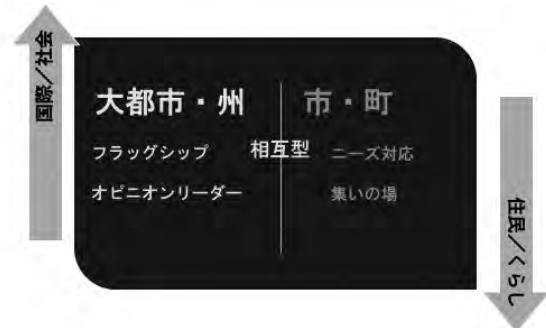 国際／社会
大都市・州
市・町
フラッグシップ
相互型
ニーズ対応
オピニオンリーダー
集いの場
住民／くらし